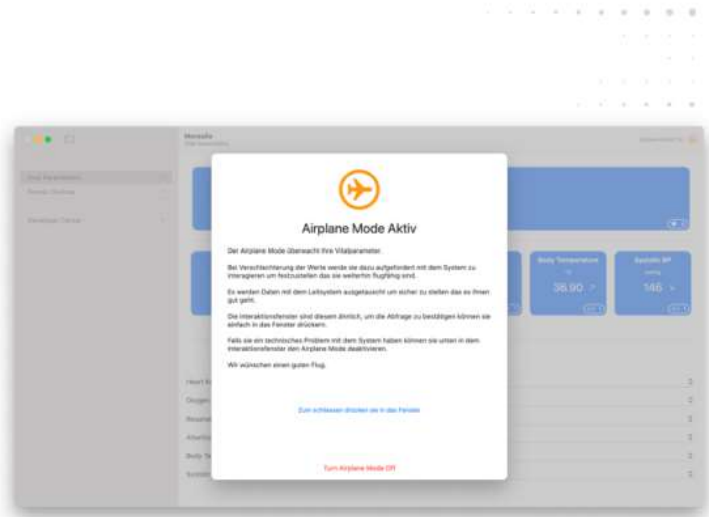 Airplane Mode Aktiv
Der Airplane Mode überwacht Ihre Vitalparameter.
Bei Verschlechterung der Werte werde sie dazu aufgefordert mit dem System zu
interagieren um festzustellen das sie weiterhin flugfähig sind.
Es werden Daten mit dem Leitsystem ausgetauscht um sicher zu stellen das es Ihnen
gut geht.
Die Interaktionsfenster sind diesem ähnlich, um die Abfrage zu bestätigen können sie
einfach in das Fenster drücken.
Falls sie ein technisches Problem mit dem System haben können sie unten in dem
Interaktionsfenster den Airplane Mode deaktivieren.
Wir wünschen einen guten Flug.
Zum schliessen drücken sie in das Fenster
Turn Airplane Mode Off
Body Temperature
38.90
Systolic BP
146
Heart
Oxygen
Body Te